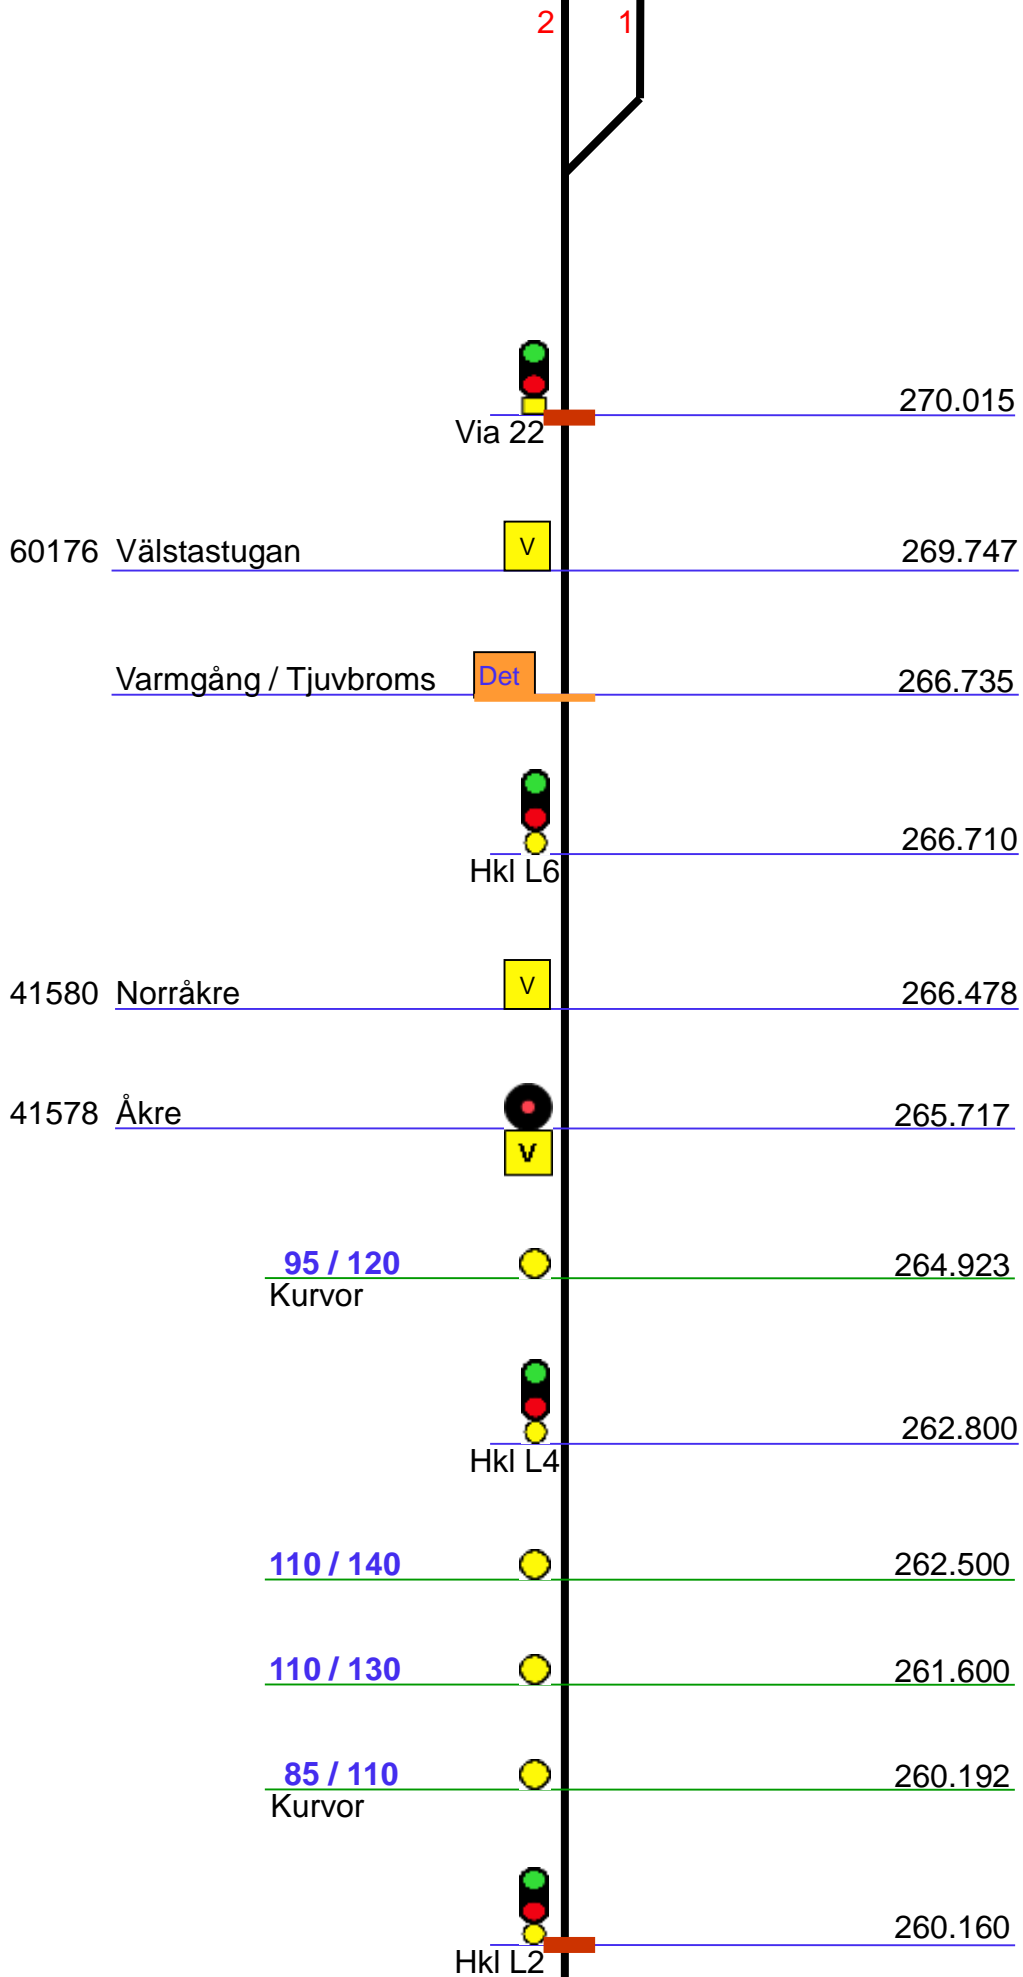 2 1
270.015
Via 22
60176 Välstastugan V 269.747
Varmgång / Tjuvbroms Det 266.735
266.710
Hkl L6
41580 Norråkre V 266.478
41578 Åkre 265.717
V
95 / 120 264.923
Kurvor
262.800
Hkl L4
110 / 140 262.500
110 / 130 261.600
85 / 110 260.192
Kurvor
260.160
Hkl L2